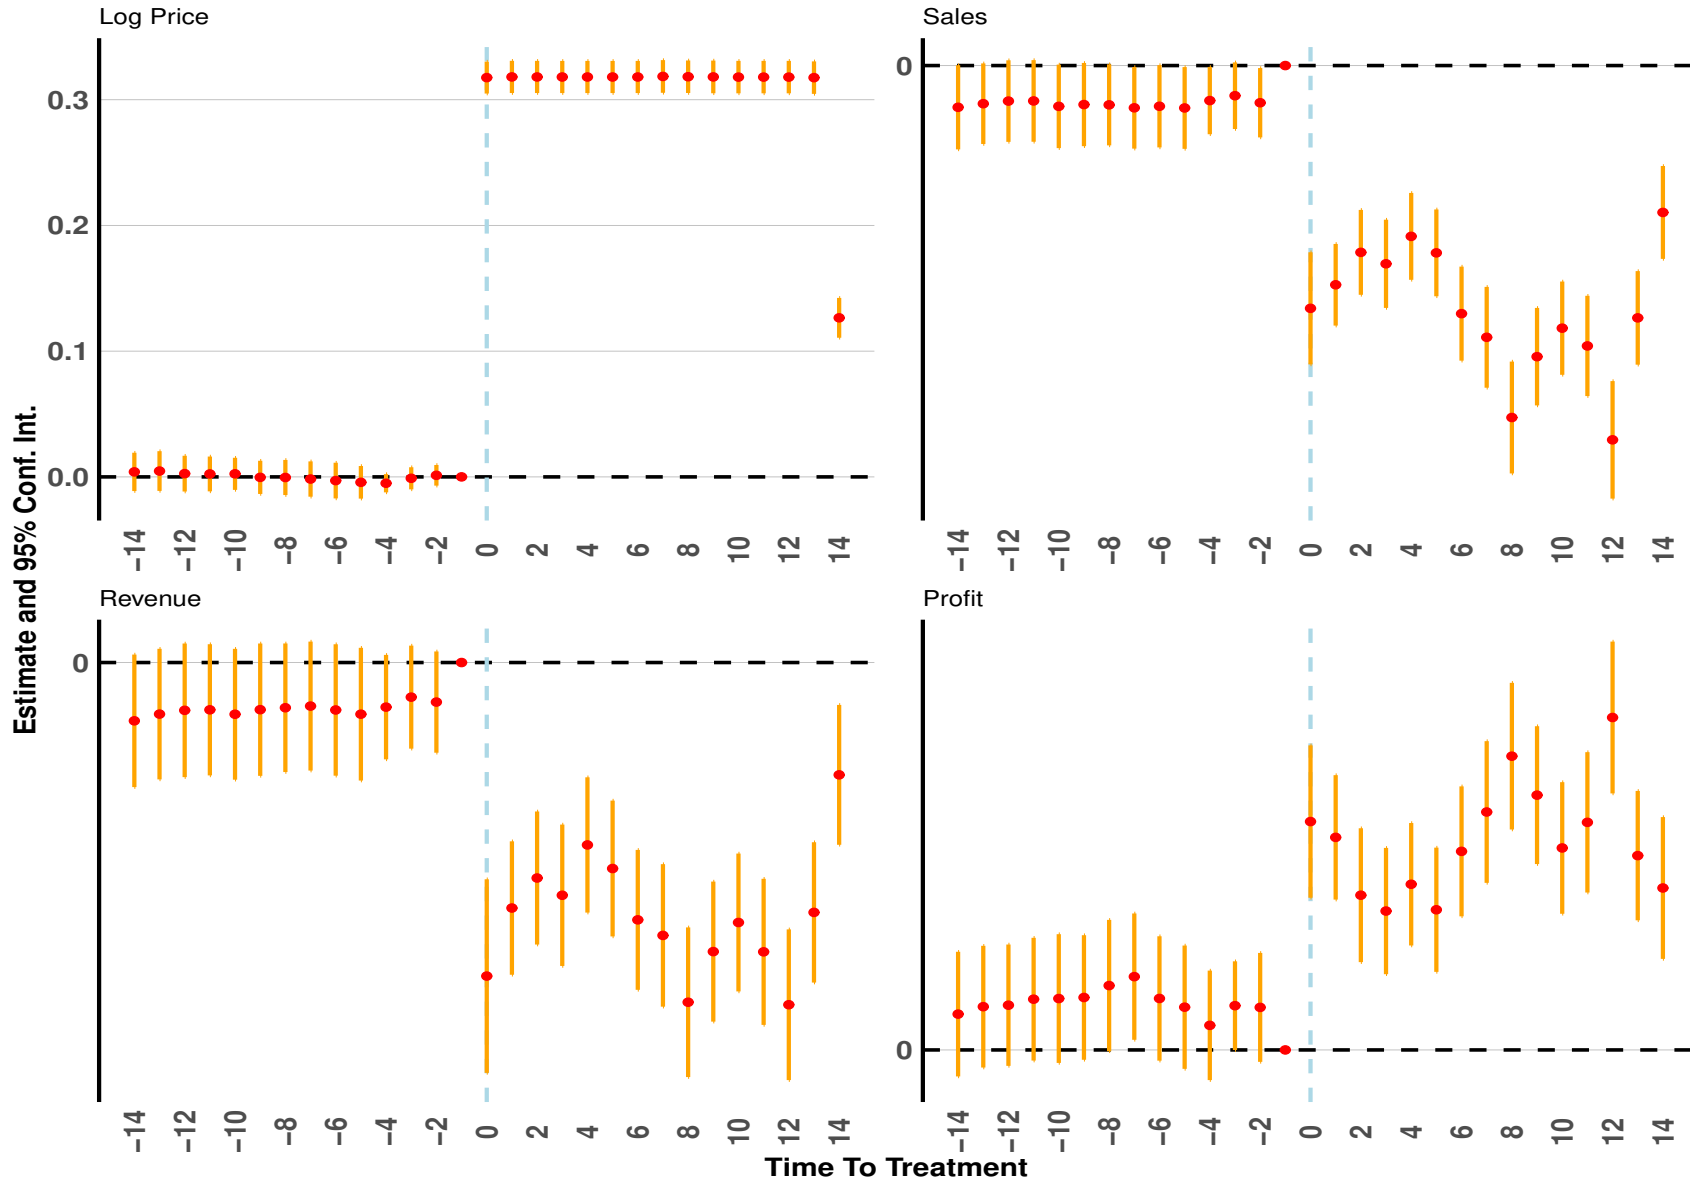 Log Price
Sales
0.3
0.2
0.1
0.0
0
−14 −12 −10 −8 −6 −4 −2 0 2 4 6 8 10 12 14
−14 −12 −10 −8 −6 −4 −2 0 2 4 6 8 10 12 14
Estimate and 95% Conf. Int.
Revenue
Profit
0
0
−14 −12 −10 −8 −6 −4 −2 0 2 4 6 8 10 12 14
−14 −12 −10 −8 −6 −4 −2 0 2 4 6 8 10 12 14
Time To Treatment